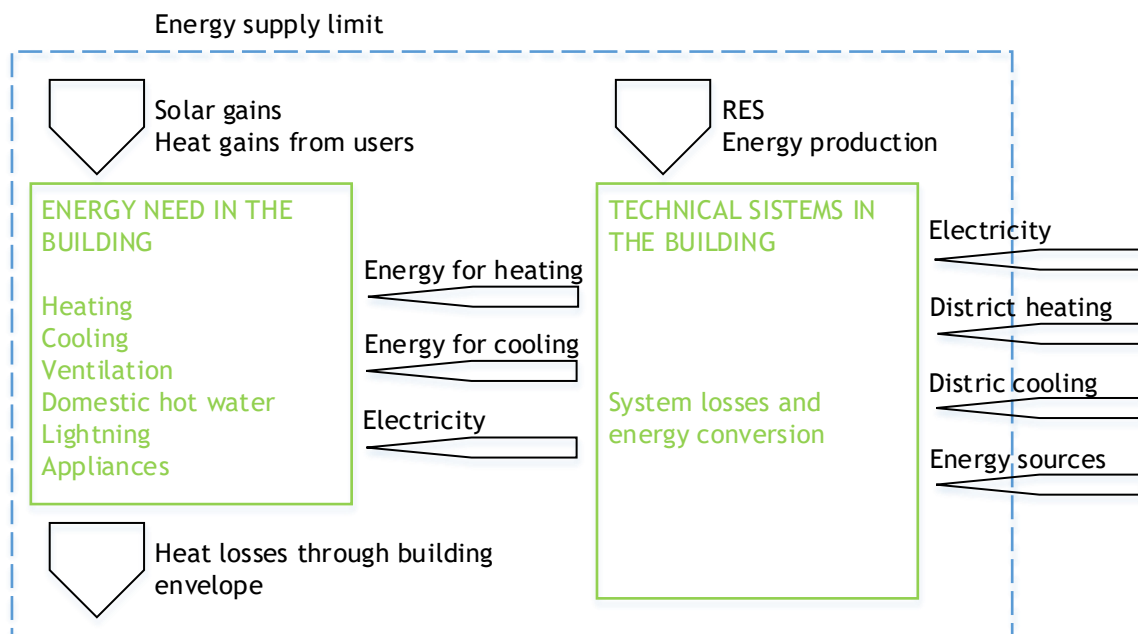 Energy supply limit
Solar gains
Heat gains from users
RES
Energy production
ENERGY NEED IN THE
BUILDING
Heating
Cooling
Ventilation
Domestic hot water
Lightning
Appliances
Energy for heating
Energy for cooling
Electricity
TECHNICAL SISTEMS IN
THE BUILDING
System losses and
energy conversion
Electricity
District heating
Distric cooling
Energy sources
Heat losses through building
envelope